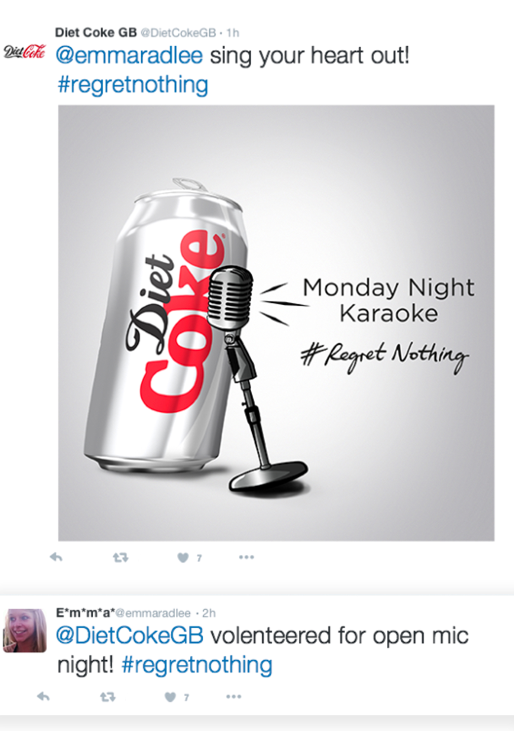 Diet Coke GB @DietCokeGB · 1h
Diet Coke
@emmaradlee sing your heart out!
#regretnothing
Diet
Coke
Monday Night
Karaoke
# Regret Nothing
7
E*m*m*a*@emmaradlee · 2h
@DietCokeGB volenteered for open mic
night! #regretnothing
7